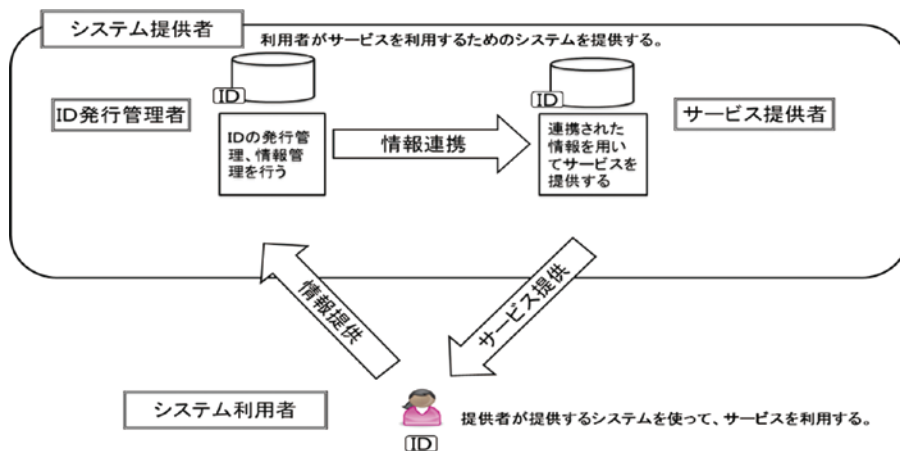 システム提供者
利用者がサービスを利用するためのシステムを提供する。
ID
ID
ID発行管理者
サービス提供者
IDの発行管
理、情報管
理を行う
情報連携
連携された
情報を用い
てサービスを
提供する
情報提供
サービス提供
システム利用者
提供者が提供するシステムを使って、サービスを利用する。
ID